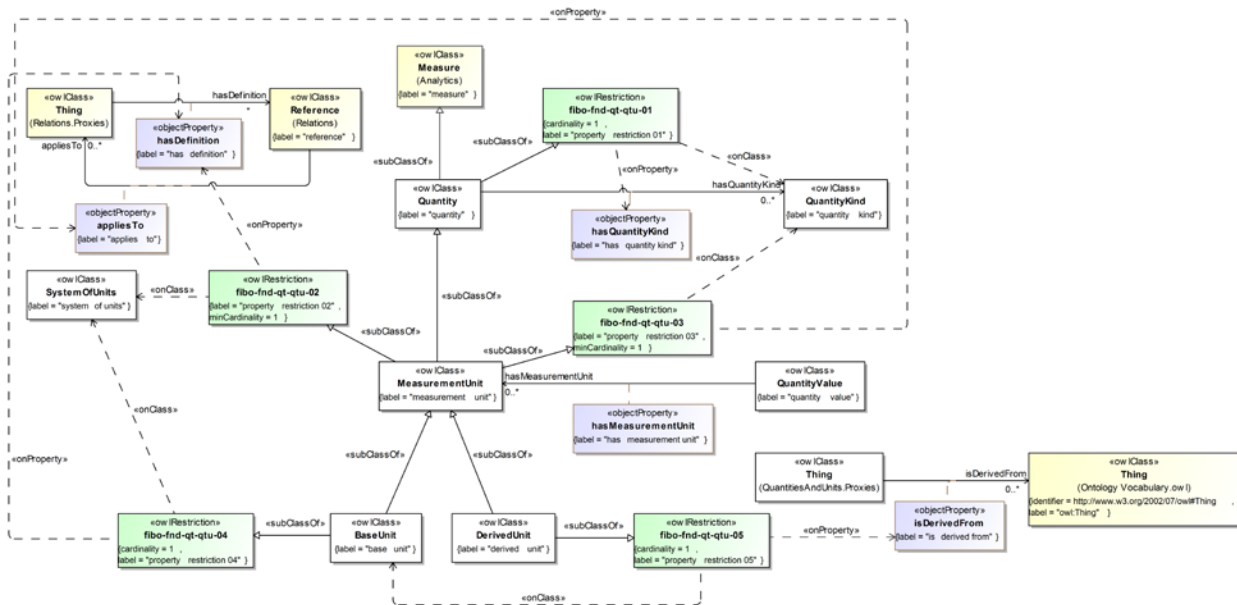 «onProperty»
«owlClass»
Measure
(Analytics)
{label = "measure" }
«owlClass»
Thing
(Relations.Proxies)
hasDefinition
*
«owlClass»
Reference
(Relations)
{label = "reference" }
«owlRestriction»
fibo-fnd-qt-qtu-01
{cardinality = 1 ,
label = "property restriction 01" }
«objectProperty»
hasDefinition
{label = "has definition" }
appliesTo 0..*
«subClassOf»
«subClassOf»
«onProperty»
«onClass»
«owlClass»
Quantity
{label = "quantity" }
hasQuantityKind
0..*
«owlClass»
QuantityKind
{label = "quantity kind" }
«objectProperty»
appliesTo
{label = "applies to"}
«objectProperty»
hasQuantityKind
{label = "has quantity kind" }
«onProperty»
«onClass»
«owlClass»
SystemOfUnits
{label = "system of units" }
«onClass»
«owlRestriction»
fibo-fnd-qt-qtu-02
{label = "property restriction 02" ,
minCardinality = 1 }
«subClassOf»
«owlRestriction»
fibo-fnd-qt-qtu-03
{label = "property restriction 03" ,
minCardinality = 1 }
«subClassOf»
«subClassOf»
«owlClass»
MeasurementUnit
{label = "measurement unit" }
hasMeasurementUnit
0..*
«owlClass»
QuantityValue
{label = "quantity value" }
«onClass»
«objectProperty»
hasMeasurementUnit
{label = "has measurement unit" }
«onProperty»
«subClassOf»
«subClassOf»
«owlClass»
Thing
(QuantitiesAndUnits.Proxies)
isDerivedFrom
0..*
«owlClass»
Thing
(Ontology Vocabulary.owl)
{identifier = http://www.w3.org/2002/07/owl#Thing ,
label = "owl:Thing" }
«owlRestriction»
fibo-fnd-qt-qtu-04
{cardinality = 1 ,
label = "property restriction 04" }
«subClassOf»
«owlClass»
BaseUnit
{label = "base unit" }
«owlClass»
DerivedUnit
{label = "derived unit" }
«subClassOf»
«owlRestriction»
fibo-fnd-qt-qtu-05
{cardinality = 1 ,
label = "property restriction 05" }
«onProperty»
«objectProperty»
isDerivedFrom
{label = "is derived from" }
«onClass»